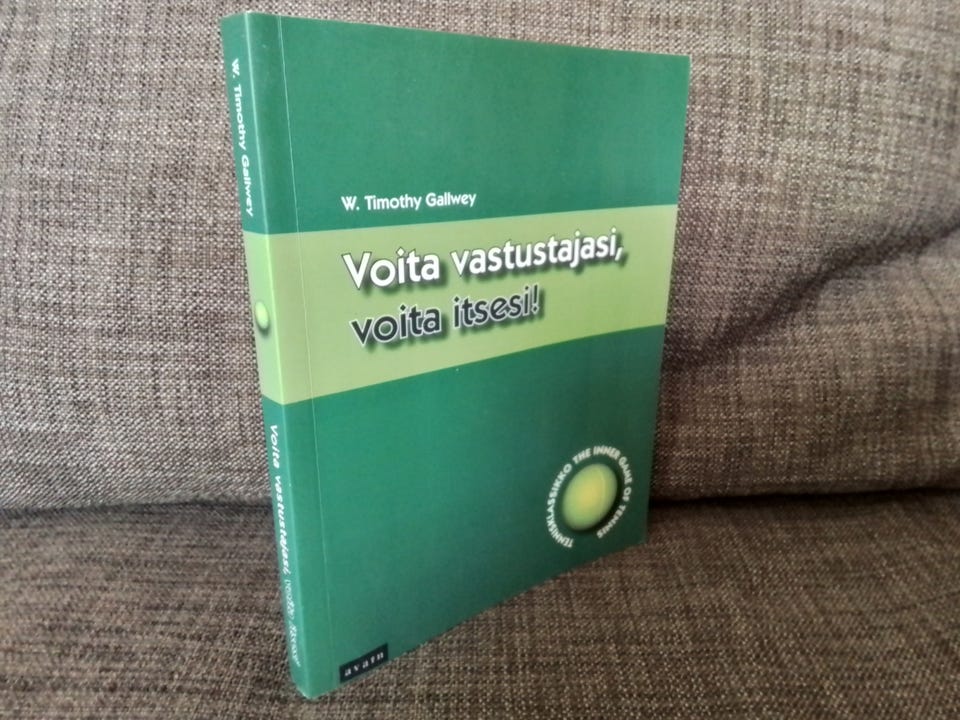 W. Timothy Gallwey
Voita vastustajasi,
voita itsesi!
TENNISKLASSIKKO THE INNER GAME OF TENNIS
avain
W. Timothy Gallwey
Voita vastustajasi, voita itsesi!